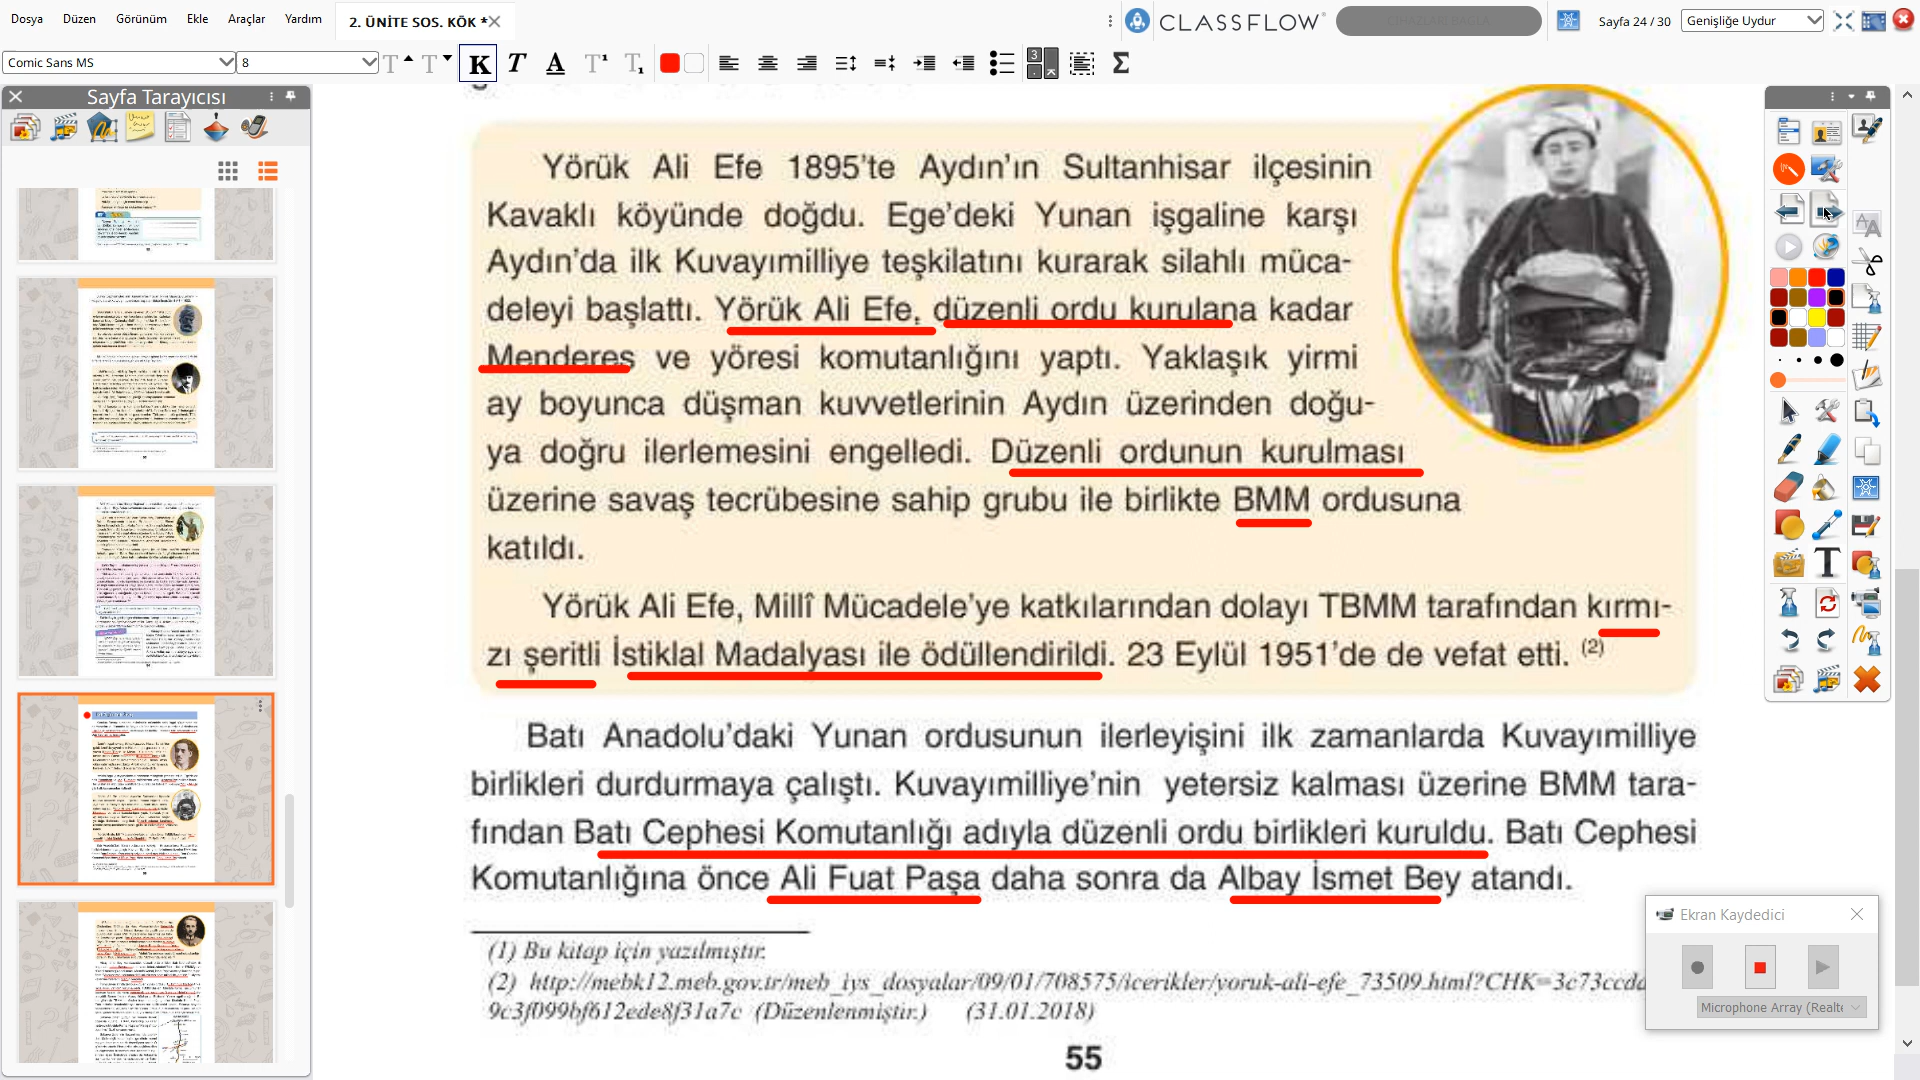 Dosya Düzen Görünüm Ekle Araçlar Yardım
2. ÜNİTE SOS. KÖK *
CLASSFLOW
Sayfa 24 / 30
Genişliğe Uydur
Comic Sans MS
8
Sayfa Tarayıcısı
Yörük Ali Efe 1895'te Aydın'ın Sultanhisar ilçesinin
Kavaklı köyünde doğdu. Ege'deki Yunan işgaline karşı
Aydın'da ilk Kuvayımilliye teşkilatını kurarak silahlı müca-
deleyi başlattı. Yörük Ali Efe, düzenli ordu kurulana kadar
Menderes ve yöresi komutanlığını yaptı. Yaklaşık yirmi
ay boyunca düşman kuvvetlerinin Aydın üzerinden doğu-
ya doğru ilerlemesini engelledi. Düzenli ordunun kurulması
üzerine savaş tecrübesine sahip grubu ile birlikte BMM ordusuna
katıldı.
Yörük Ali Efe, Millî Mücadele'ye katkılarından dolayı TBMM tarafından kırmı-
zı şeritli İstiklal Madalyası ile ödüllendirildi. 23 Eylül 1951'de de vefat etti. (2)
Batı Anadolu'daki Yunan ordusunun ilerleyişini ilk zamanlarda Kuvayımilliye
birlikleri durdurmaya çalıştı. Kuvayımilliye'nin yetersiz kalması üzerine BMM tara-
fından Batı Cephesi Komutanlığı adıyla düzenli ordu birlikleri kuruldu. Batı Cephesi
Komutanlığına önce Ali Fuat Paşa daha sonra da Albay İsmet Bey atandı.
(1) Bu kitap için yazılmıştır.
(2) http://mebk12.meb.gov.tr/meb_iys_dosyalar/09/01/708575/icerikler/yoruk-ali-efe_73509.html?CHK=3c73ccda
9c3f099bf612ede8f31a7c (Düzenlenmiştir.) (31.01.2018)
55
Ekran Kaydedici
Microphone Array (Realte